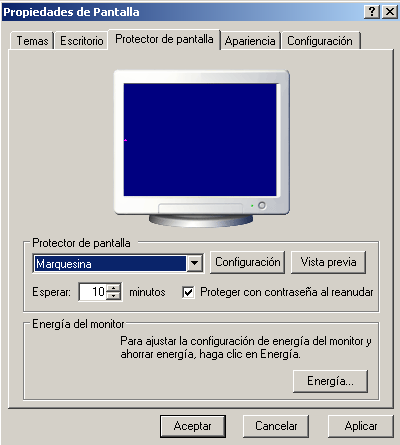 Propiedades de Pantalla
Temas Escritorio Protector de pantalla Apariencia Configuración
Protector de pantalla
Marquesina Configuración Vista previa
Esperar: 10 minutos Proteger con contraseña al reanudar
Energía del monitor
Para ajustar la configuración de energía del monitor y
ahorrar energía, haga clic en Energía.
Energía...
Aceptar Cancelar Aplicar